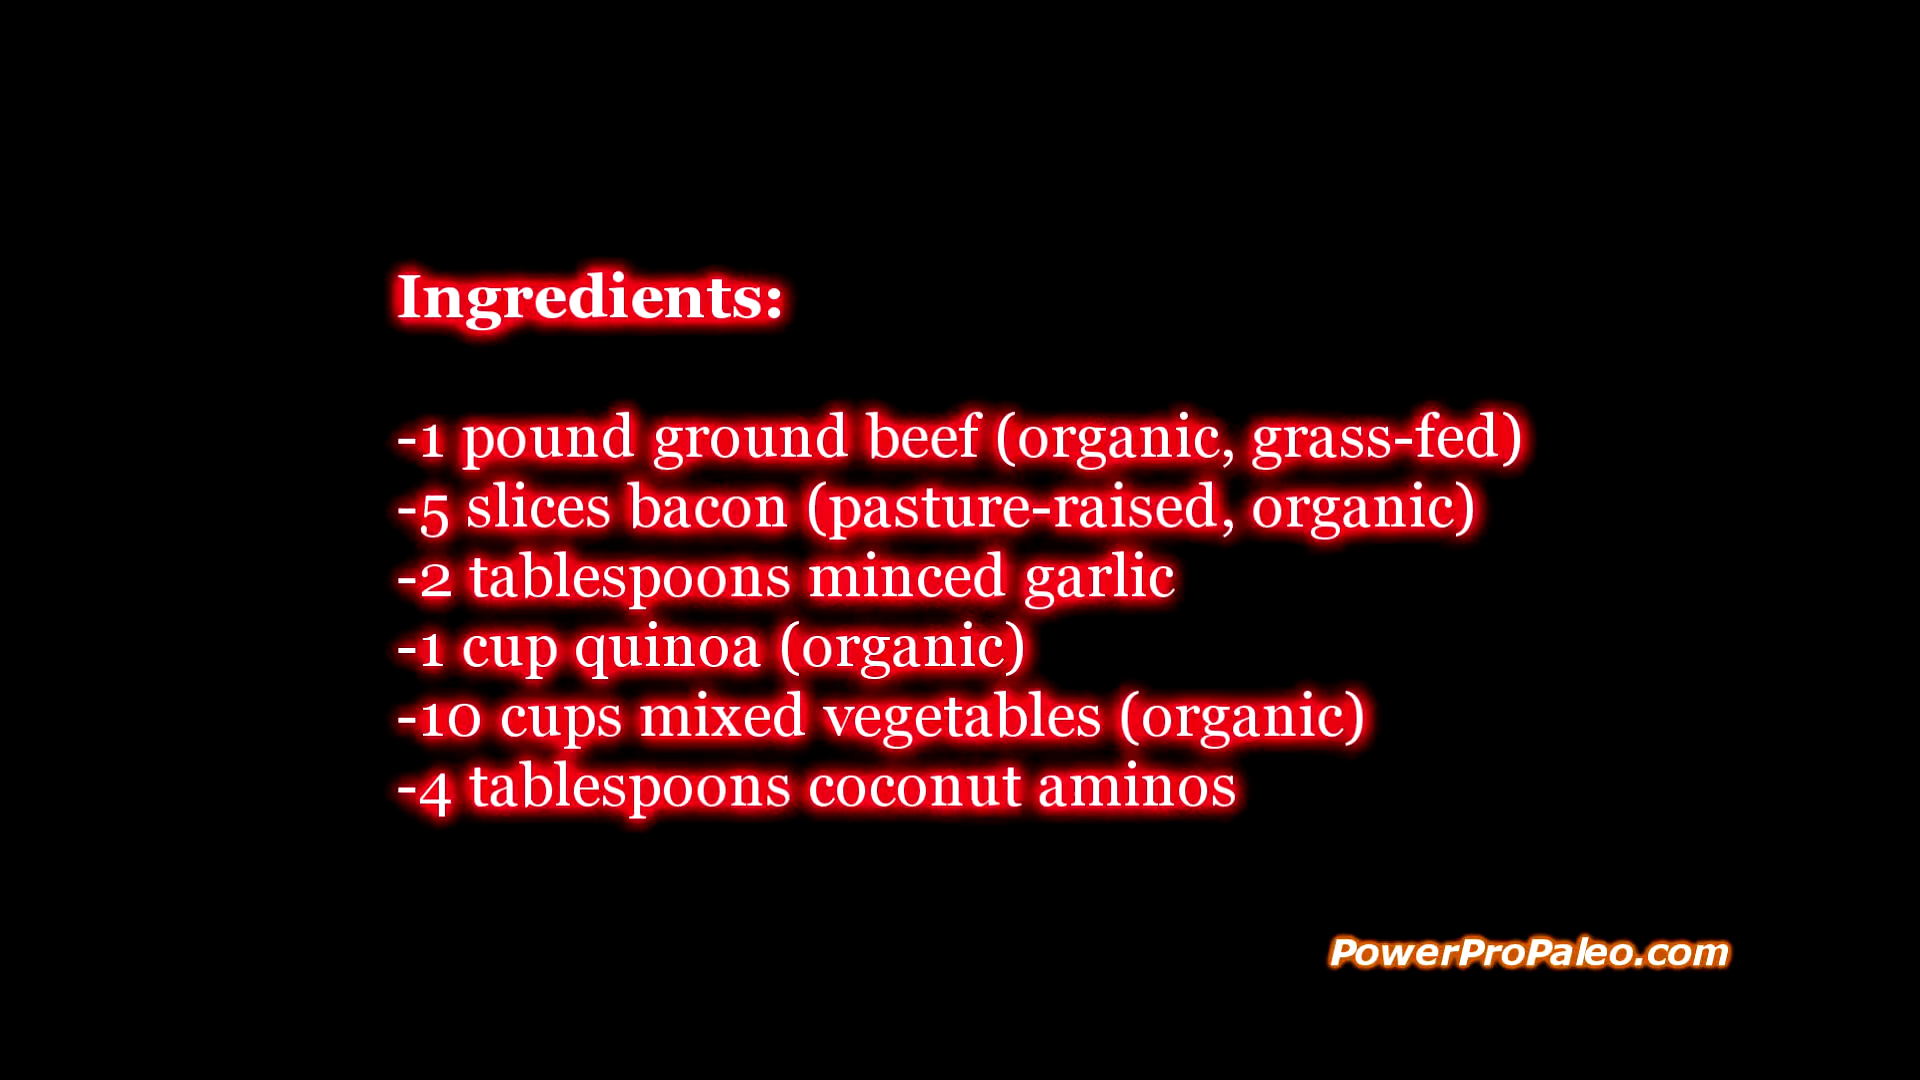 Ingredients:
-1 pound ground beef (organic, grass-fed)
-5 slices bacon (pasture-raised, organic)
-2 tablespoons minced garlic
-1 cup quinoa (organic)
-10 cups mixed vegetables (organic)
-4 tablespoons coconut aminos
PowerProPaleo.com